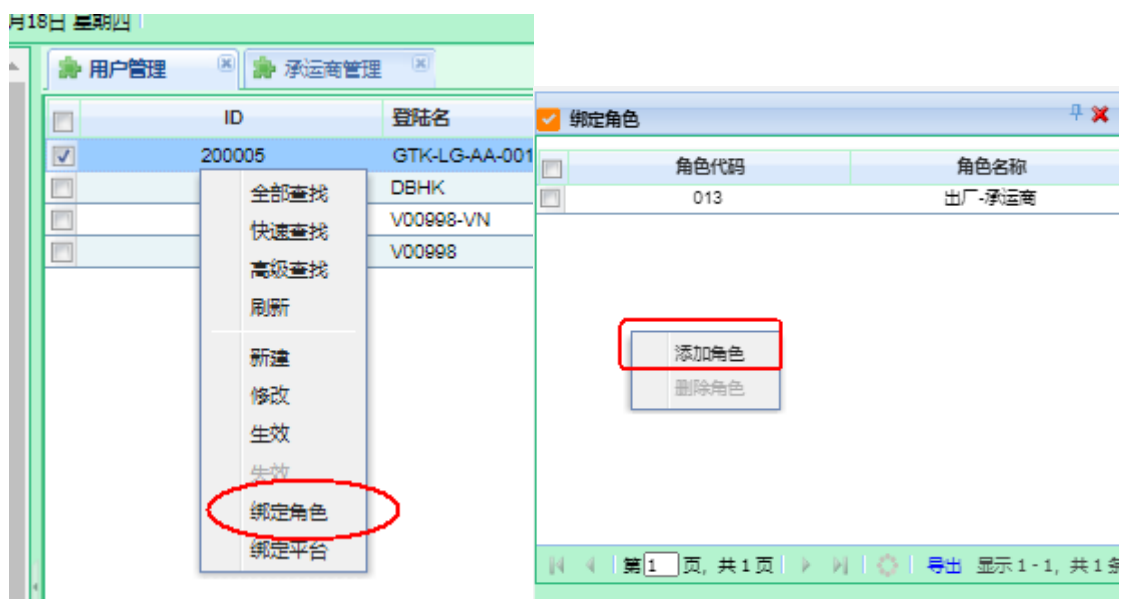 月18日 星期四
用户管理
承运商管理
ID 登陆名
200005 GTK-LG-AA-001
DBHK
V00998-VN
V00998
全部查找
快速查找
高级查找
刷新
新建
修改
生效
失效
绑定角色
绑定平台
绑定角色
角色代码 角色名称
013 出厂-承运商
添加角色
删除角色
第1 页, 共1页 导出 显示1-1, 共1条